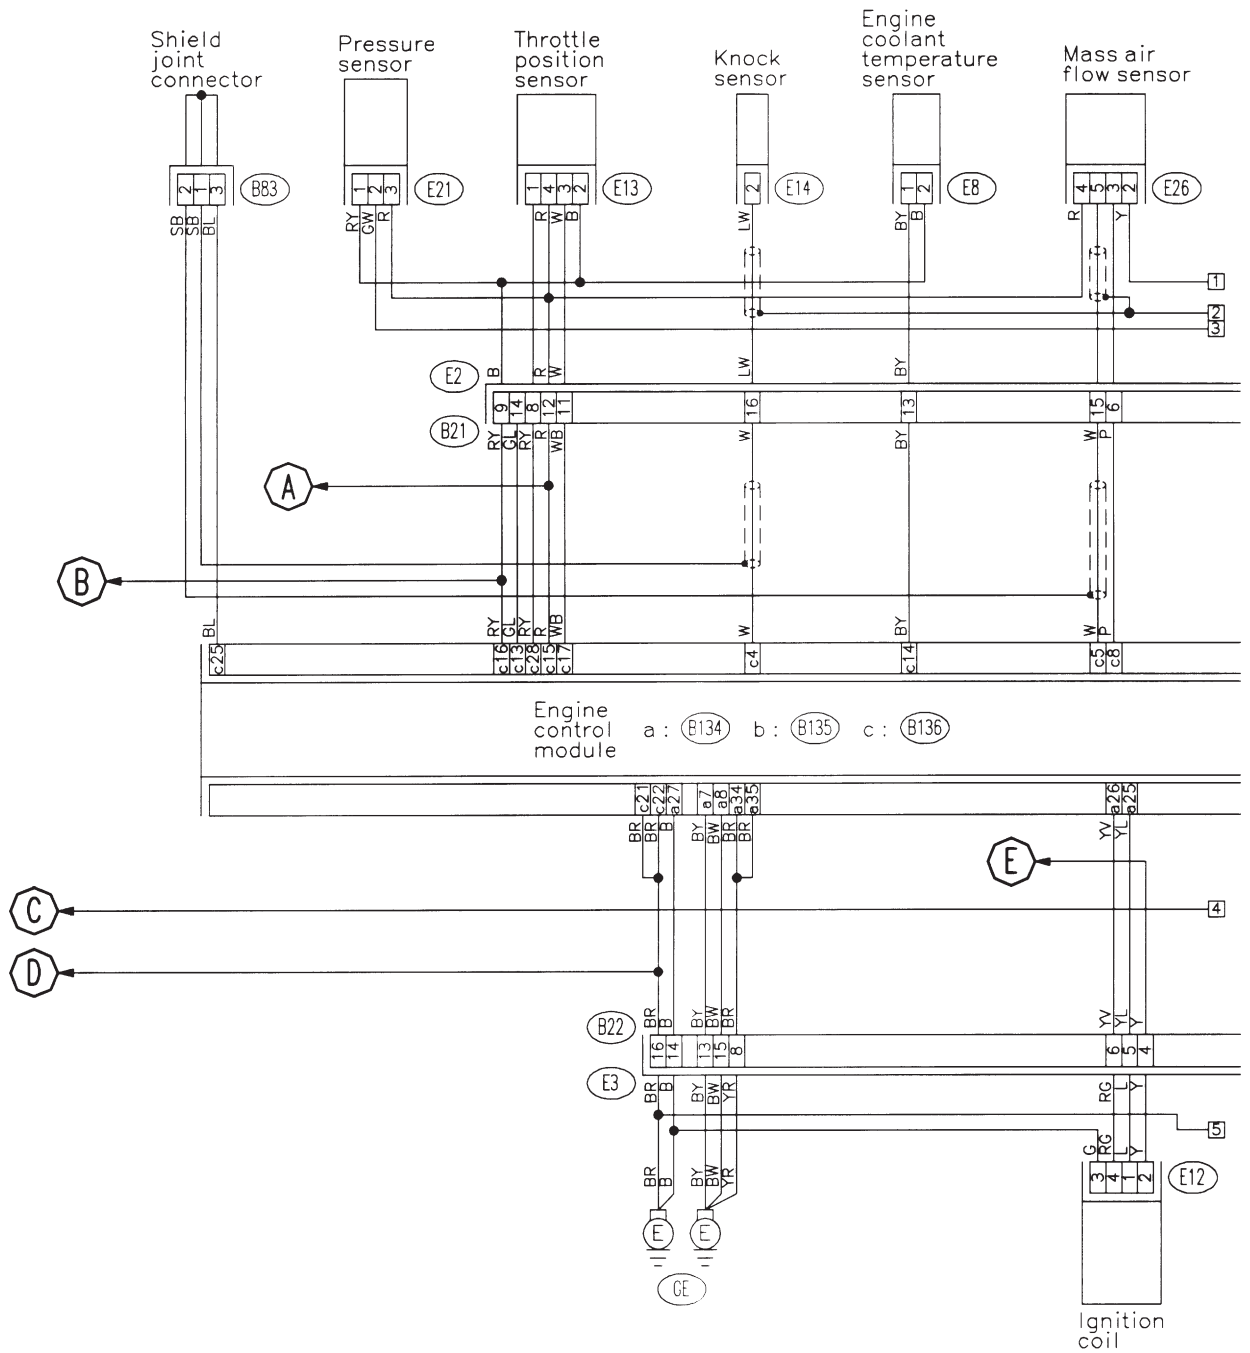 Shield
joint
connector
Pressure
sensor
Throttle
position
sensor
Knock
sensor
Engine
coolant
temperature
sensor
Mass air
flow sensor
2 1 3 B83
1 2 3 E21
1 4 3 2 E13
2 E14
1 2 E8
4 5 3 2 E26
SB SB BL
RY GW R
R W B
LW
BY B
R Y
1
2
3
E2
B R W
LW
BY
9 14 8 12 11
16
13
15 6
B21
RY GL RY R WB
W
BY
W P
A
B
BL
RY GL RY R WB
W
BY
W P
c25
c16 c13 c28 c15 c17
c4
c14
c5 c8
Engine
control
module
a : B134 b : B135 c : B136
c21 c22 a27 a7 a8 a34 a35
a26 a25
BR BR B BY BW BR BR
YV YL
E
C
4
D
B22
BR B BY BW BR
YV YL Y
16 14 13 15 8
6 5 4
E3
BR B BY BW YR
RG L Y
5
BR B BY BW YR
G RG L Y
3 4 1 2 E12
E E
GE
Ignition
coil